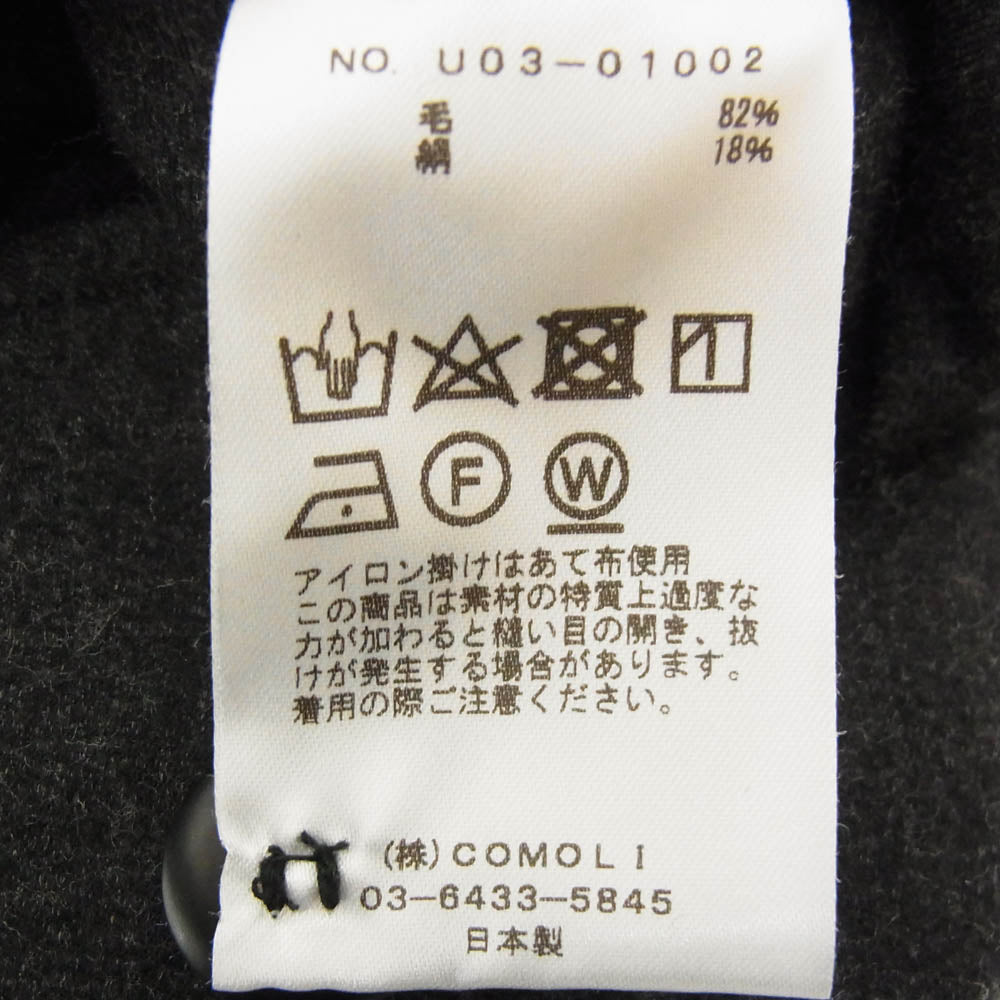 NO. U03-01002
毛 82%
絹 18%
F W
アイロン掛けはあて布使用
この商品は素材の特質上過度な
力が加わると縫い目の開き、抜
けが発生する場合があります。
着用の際ご注意ください。
(株)COMOLI
03-6433-5845
日本製